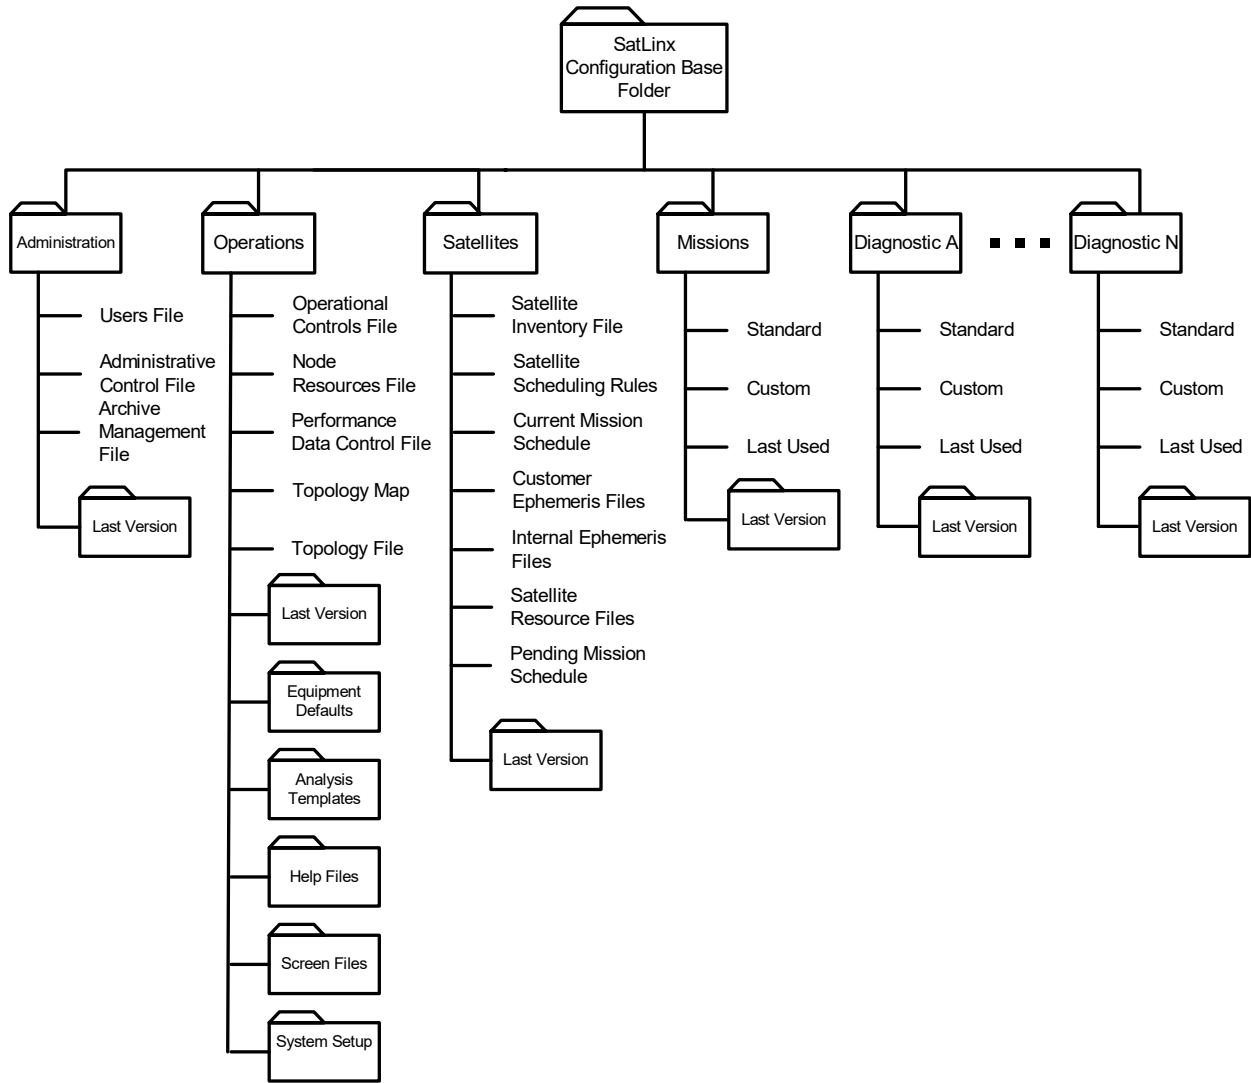 SatLinx
Configuration Base
Folder
Administration
Operations
Satellites
Missions
Diagnostic A
Diagnostic N
Users File
Administrative
Control File
Archive
Management
File
Last Version
Operational
Controls File
Node
Resources File
Performance
Data Control File
Topology Map
Topology File
Last Version
Equipment
Defaults
Analysis
Templates
Help Files
Screen Files
System Setup
Satellite
Inventory File
Satellite
Scheduling Rules
Current Mission
Schedule
Customer
Ephemeris Files
Internal Ephemeris
Files
Satellite
Resource Files
Pending Mission
Schedule
Last Version
Standard
Custom
Last Used
Last Version
Standard
Custom
Last Used
Last Version
Standard
Custom
Last Used
Last Version